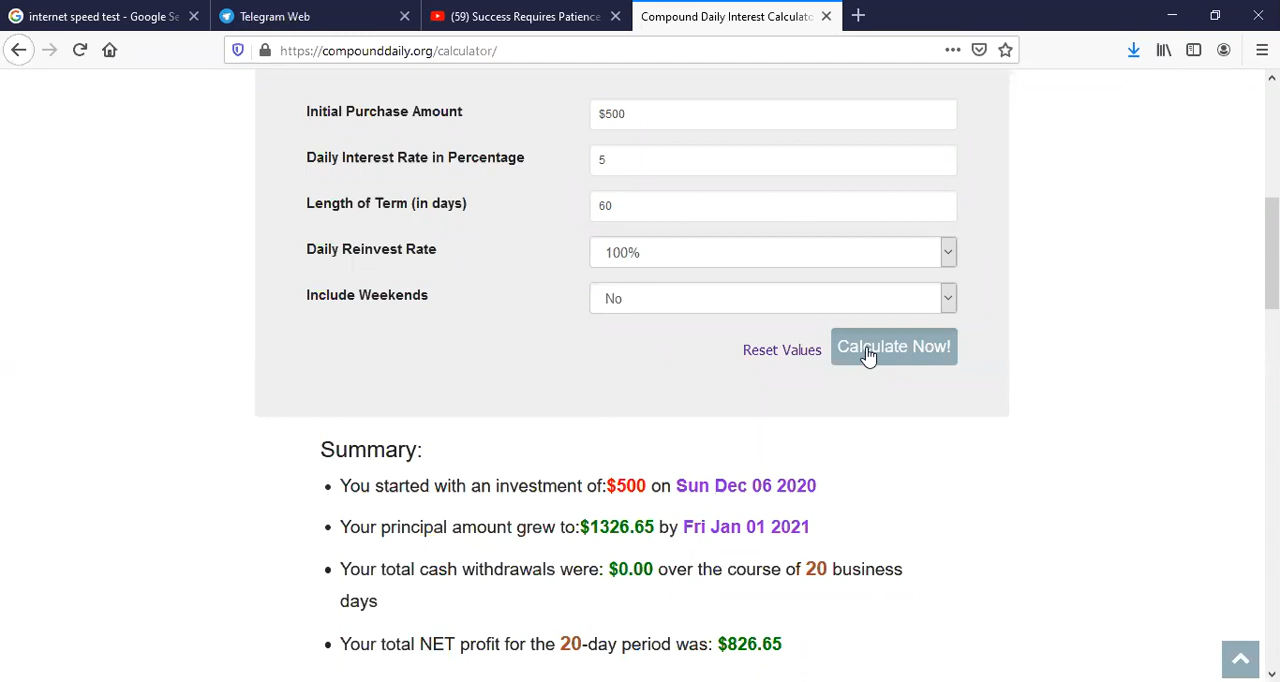 internet speed test - Google Se
Telegram Web
(59) Success Requires Patience
Compound Daily Interest Calculato
https://compounddaily.org/calculator/
Initial Purchase Amount
$500
Daily Interest Rate in Percentage
5
Length of Term (in days)
60
Daily Reinvest Rate
100%
Include Weekends
No
Reset Values
Calculate Now!
Summary:
• You started with an investment of:$500 on Sun Dec 06 2020
• Your principal amount grew to:$1326.65 by Fri Jan 01 2021
• Your total cash withdrawals were: $0.00 over the course of 20 business
days
• Your total NET profit for the 20-day period was: $826.65